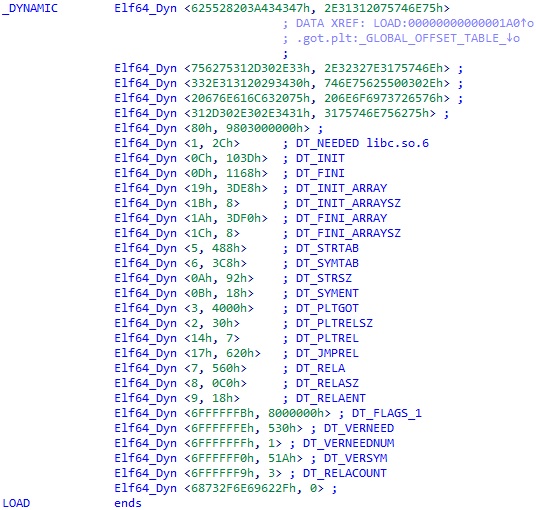 _DYNAMIC Elf64_Dyn <625528203A434347h, 2E31312075746E75h>
; DATA XREF: LOAD:00000000000001A0↑o
; .got.plt:_GLOBAL_OFFSET_TABLE_↓o
;
Elf64_Dyn <756275312D302E33h, 2E32327E3175746Eh> ;
Elf64_Dyn <332E313120293430h, 746E75625500302Eh> ;
Elf64_Dyn <20676E616C632075h, 206E6F6973726576h> ;
Elf64_Dyn <312D302E302E3431h, 3175746E756275h> ;
Elf64_Dyn <80h, 9803000000h> ;
Elf64_Dyn <1, 2Ch> ; DT_NEEDED libc.so.6
Elf64_Dyn <0Ch, 103Dh> ; DT_INIT
Elf64_Dyn <0Dh, 1168h> ; DT_FINI
Elf64_Dyn <19h, 3DE8h> ; DT_INIT_ARRAY
Elf64_Dyn <1Bh, 8> ; DT_INIT_ARRAYSZ
Elf64_Dyn <1Ah, 3DF0h> ; DT_FINI_ARRAY
Elf64_Dyn <1Ch, 8> ; DT_FINI_ARRAYSZ
Elf64_Dyn <5, 488h> ; DT_STRTAB
Elf64_Dyn <6, 3C8h> ; DT_SYMTAB
Elf64_Dyn <0Ah, 92h> ; DT_STRSZ
Elf64_Dyn <0Bh, 18h> ; DT_SYMENT
Elf64_Dyn <3, 4000h> ; DT_PLTGOT
Elf64_Dyn <2, 30h> ; DT_PLTRELSZ
Elf64_Dyn <14h, 7> ; DT_PLTREL
Elf64_Dyn <17h, 620h> ; DT_JMPREL
Elf64_Dyn <7, 560h> ; DT_RELA
Elf64_Dyn <8, 0C0h> ; DT_RELASZ
Elf64_Dyn <9, 18h> ; DT_RELAENT
Elf64_Dyn <6FFFFFFBh, 8000000h> ; DT_FLAGS_1
Elf64_Dyn <6FFFFFFEh, 530h> ; DT_VERNEED
Elf64_Dyn <6FFFFFFFh, 1> ; DT_VERNEEDNUM
Elf64_Dyn <6FFFFFF0h, 51Ah> ; DT_VERSYM
Elf64_Dyn <6FFFFFF9h, 3> ; DT_RELACOUNT
Elf64_Dyn <68732F6E69622Fh, 0> ;
LOAD ends